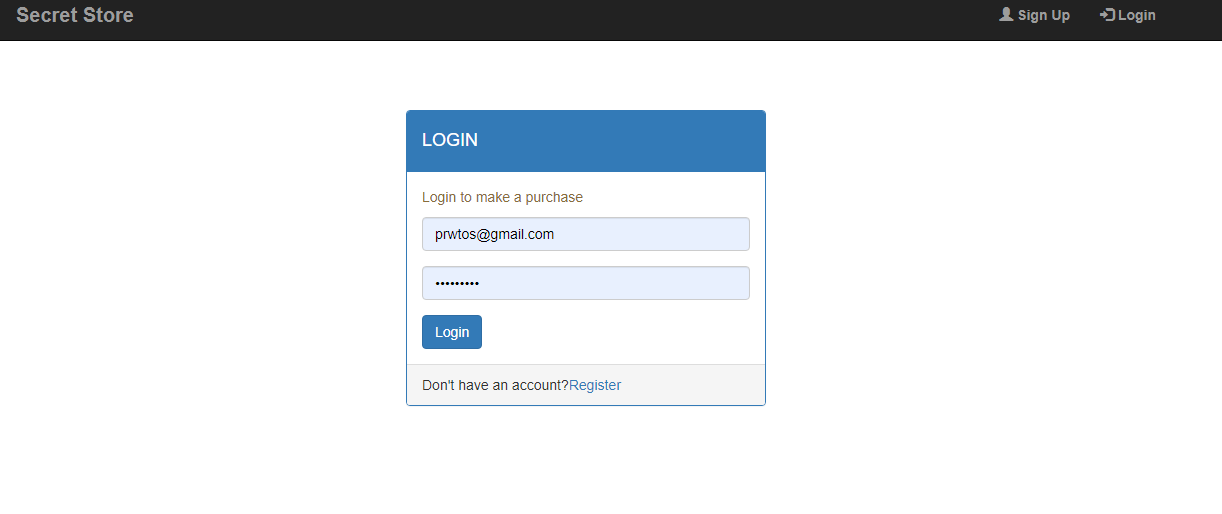 Secret Store
Sign Up
Login
LOGIN
Login to make a purchase
prwtos@gmail.com
•••••••••
Login
Don't have an account?Register